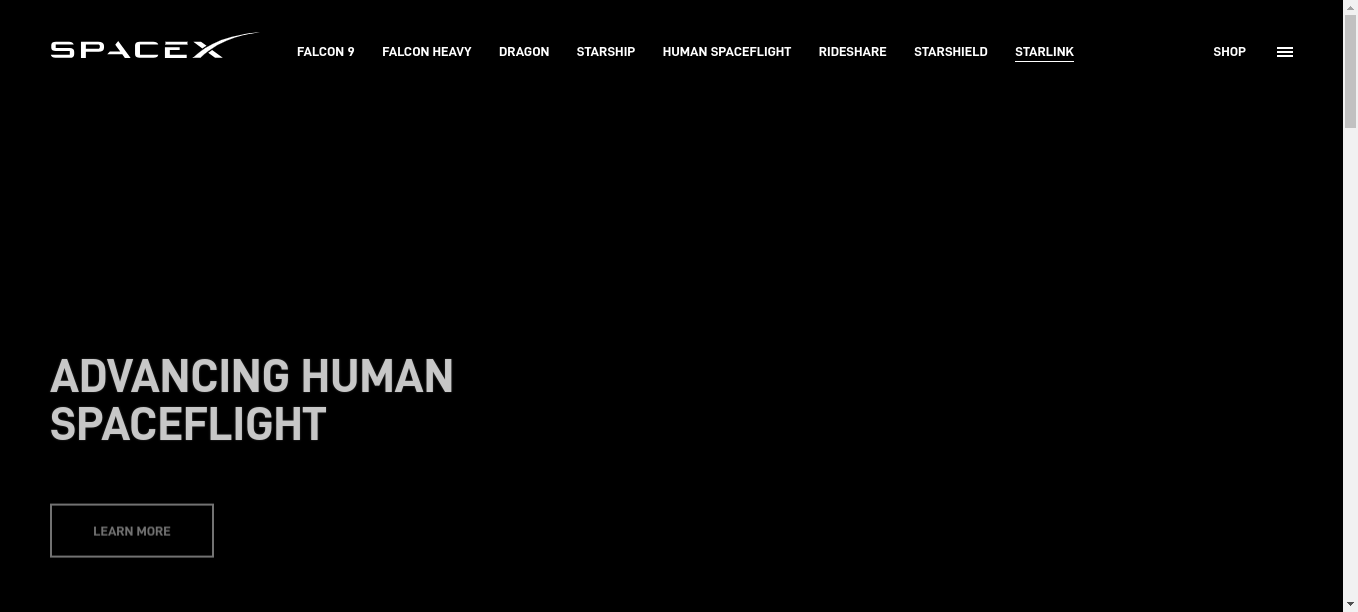 SPACEX
FALCON 9
FALCON HEAVY
DRAGON
STARSHIP
HUMAN SPACEFLIGHT
RIDESHARE
STARSHIELD
STARLINK
SHOP
ADVANCING HUMAN
SPACEFLIGHT
LEARN MORE